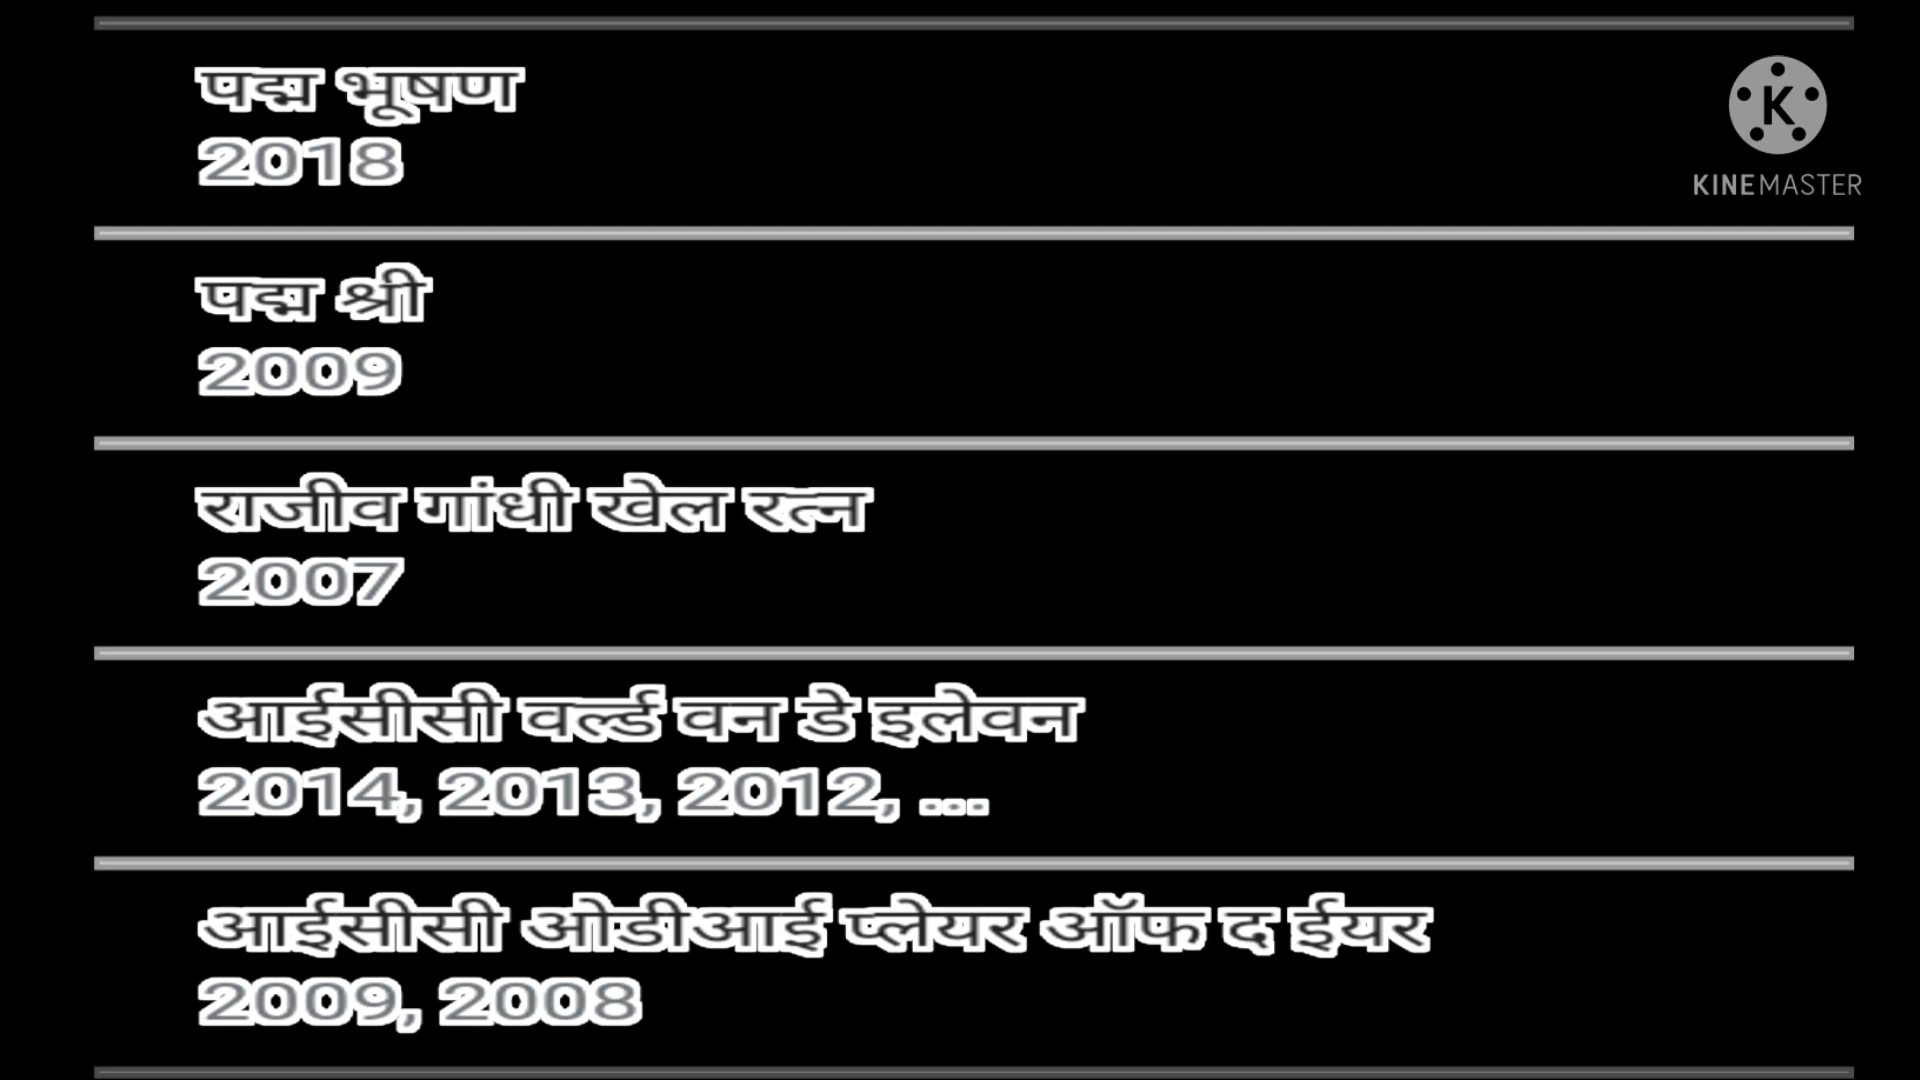 पद्म भूषण
2018
KINEMASTER
पद्म श्री
2009
राजीव गांधी खेल रत्न
2007
आईसीसी वर्ल्ड वन डे इलेवन
2014, 2013, 2012, ...
आईसीसी ओडीआई प्लेयर ऑफ द ईयर
2009, 2008